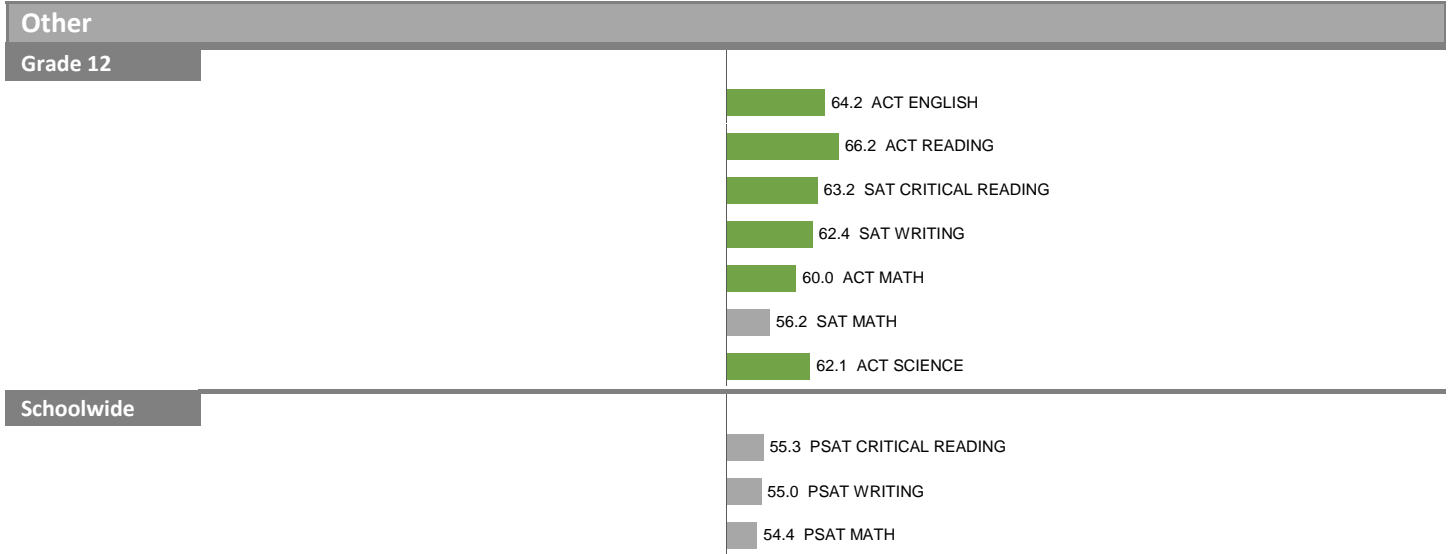 Other
Grade 12
64.2 ACT ENGLISH
66.2 ACT READING
63.2 SAT CRITICAL READING
62.4 SAT WRITING
60.0 ACT MATH
56.2 SAT MATH
62.1 ACT SCIENCE
Schoolwide
55.3 PSAT CRITICAL READING
55.0 PSAT WRITING
54.4 PSAT MATH